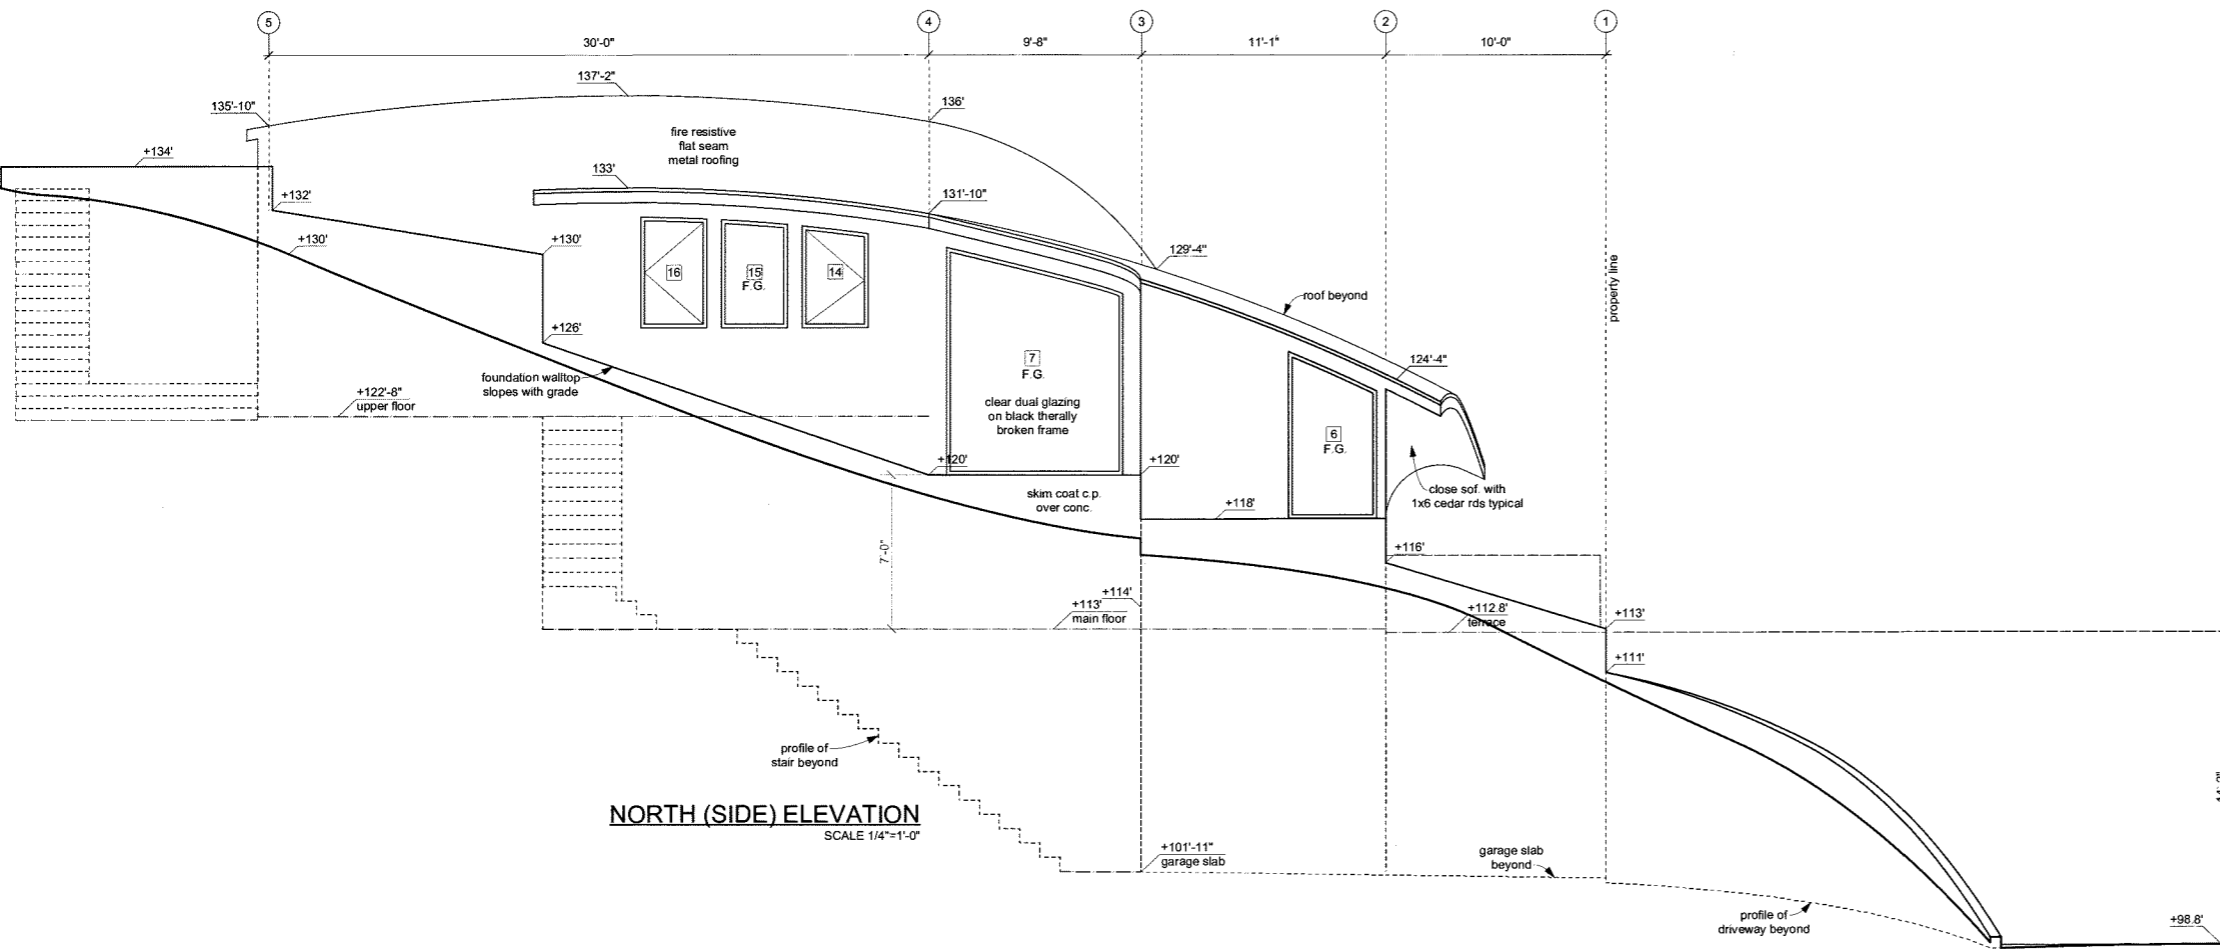 5
4
3
2
1
30'-0"
9'-8"
11'-1"
10'-0"
137'-2"
135'-10"
136'
fire resistive
flat seam
metal roofing
+134'
133'
+132'
131'-10"
+130'
+130'
129'-4"
property line
16
15
F.G.
14
roof beyond
+126'
7
F.G.
124'-4"
foundation walltop
slopes with grade
+122'-8"
upper floor
clear dual glazing
on black therally
broken frame
6
F.G.
+120'
+120'
skim coat c.p.
over conc.
+118'
close sof. with
1x6 cedar rds typical
7'-0"
+116'
+114'
+113'
main floor
+112.8'
terrace
+113'
+111'
profile of
stair beyond
NORTH (SIDE) ELEVATION
SCALE 1/4"=1'-0"
+101'-11"
garage slab
garage slab
beyond
profile of
driveway beyond
+98.8'